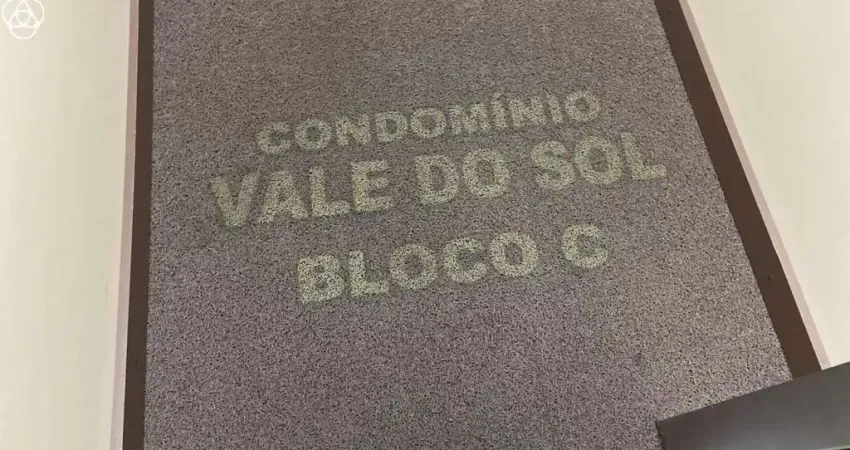 CONDOMÍNIO
VALE DO SOL
BLOCO C